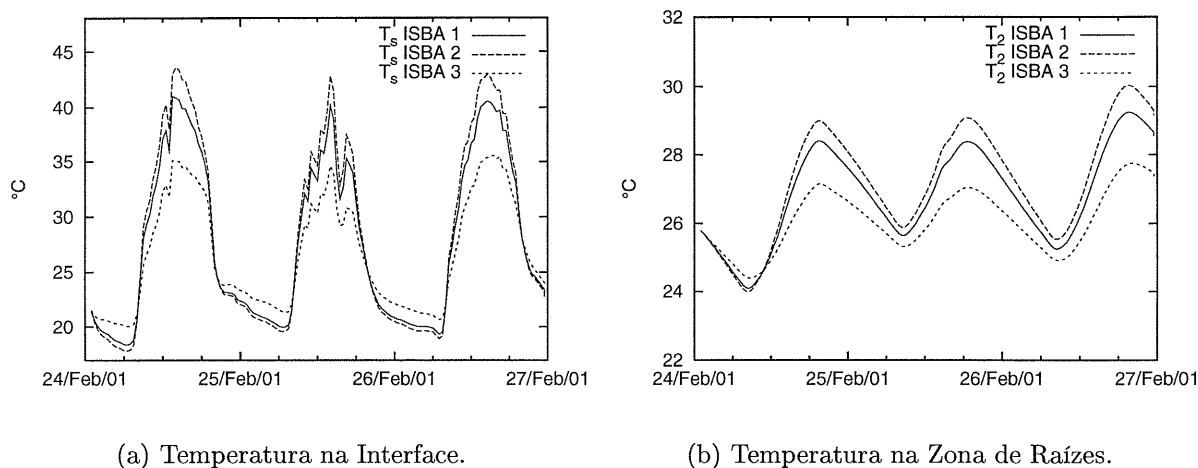 45
40
35
30
25
20
°C
T_s ISBA 1
T_s ISBA 2
T_s ISBA 3
24/Feb/01 25/Feb/01 26/Feb/01 27/Feb/01
(a) Temperatura na Interface.
32
30
28
26
24
22
°C
T_2 ISBA 1
T_2 ISBA 2
T_2 ISBA 3
24/Feb/01 25/Feb/01 26/Feb/01 27/Feb/01
(b) Temperatura na Zona de Raízes.